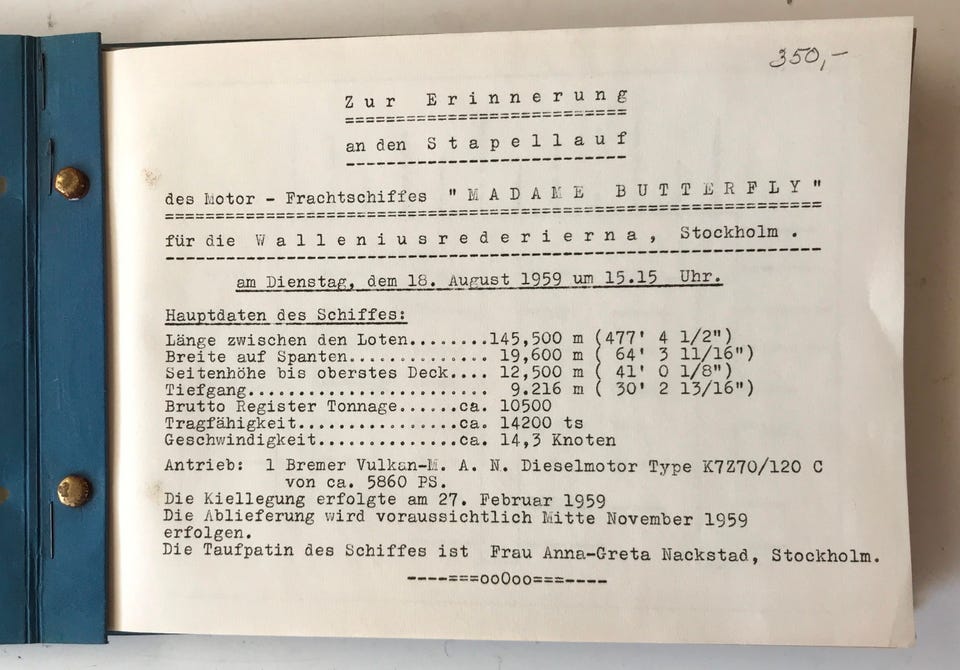 350,-
Zur Erinnerung
==========================
an den Stapellauf
--------------------------
des Motor - Frachtschiffes "MADAME BUTTERFLY"
==========================================================
für die Walleniusrederierna, Stockholm .
----------------------------------------------------------
am Dienstag, dem 18. August 1959 um 15.15 Uhr.
Hauptdaten des Schiffes:
Länge zwischen den Loten........145,500 m (477' 4 1/2")
Breite auf Spanten.............. 19,600 m ( 64' 3 11/16")
Seitenhöhe bis oberstes Deck.... 12,500 m ( 41' 0 1/8")
Tiefgang........................ 9.216 m ( 30' 2 13/16")
Brutto Register Tonnage......ca. 10500
Tragfähigkeit................ca. 14200 ts
Geschwindigkeit..............ca. 14,3 Knoten
Antrieb: 1 Bremer Vulkan-M. A. N. Dieselmotor Type K7Z70/120 C
von ca. 5860 PS.
Die Kiellegung erfolgte am 27. Februar 1959
Die Ablieferung wird voraussichtlich Mitte November 1959
erfolgen.
Die Taufpatin des Schiffes ist Frau Anna-Greta Nackstad, Stockholm.
----===ooOoo===-----